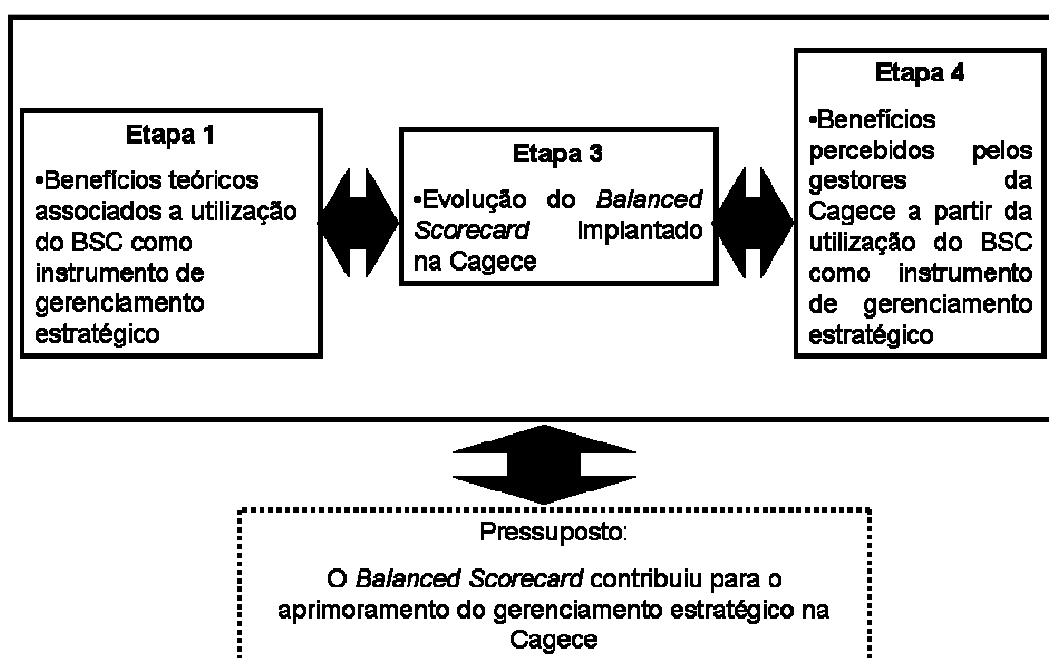 Etapa 1
•Benefícios teóricos
associados a utilização
do BSC como
instrumento de
gerenciamento
estratégico
Etapa 3
•Evolução do Balanced
Scorecard Implantado
na Cagece
Etapa 4
•Benefícios
percebidos pelos
gestores da
Cagece a partir da
utilização do BSC
como instrumento
de gerenciamento
estratégico
Pressuposto:
O Balanced Scorecard contribuiu para o
aprimoramento do gerenciamento estratégico na
Cagece